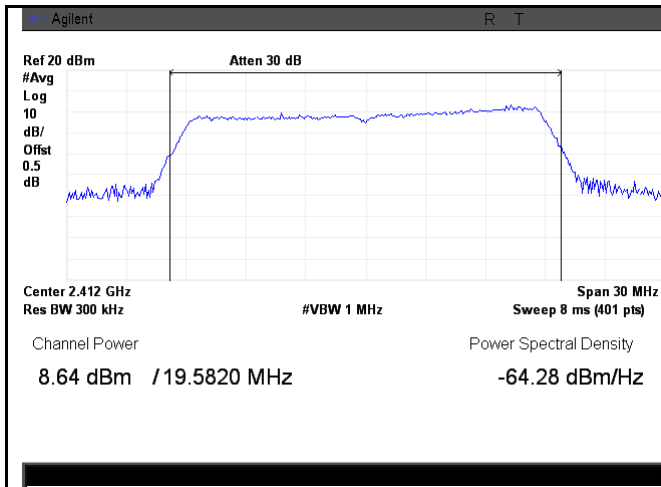 Agilent R T
Ref 20 dBm Atten 30 dB
#Avg
Log
10
dB/
Offst
0.5
dB
Center 2.412 GHz Span 30 MHz
Res BW 300 kHz #VBW 1 MHz Sweep 8 ms (401 pts)
Channel Power Power Spectral Density
8.64 dBm / 19.5820 MHz -64.28 dBm/Hz